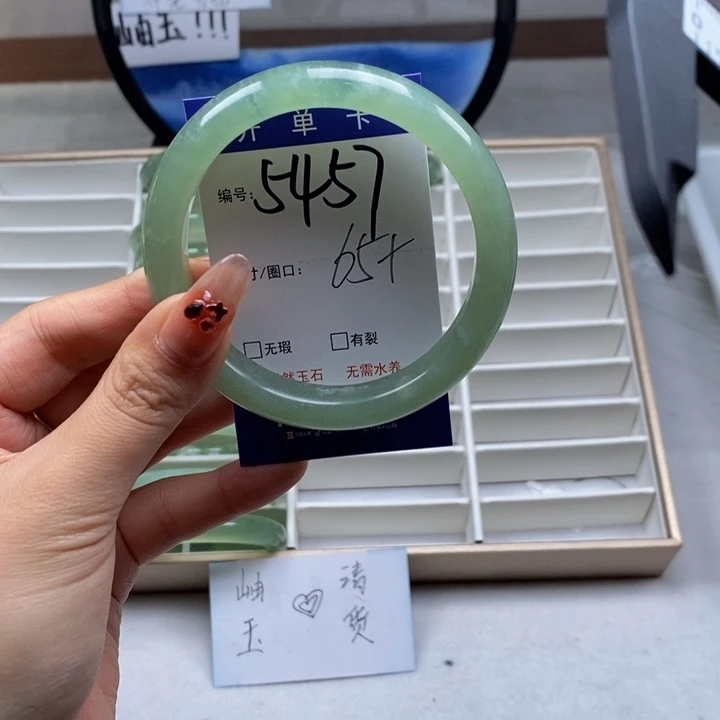 岫玉!!!
开单卡
编号: 5457
寸/圈口: 65+
□无瑕 □有裂
然玉石 无需水养
岫玉 ♡ 清货